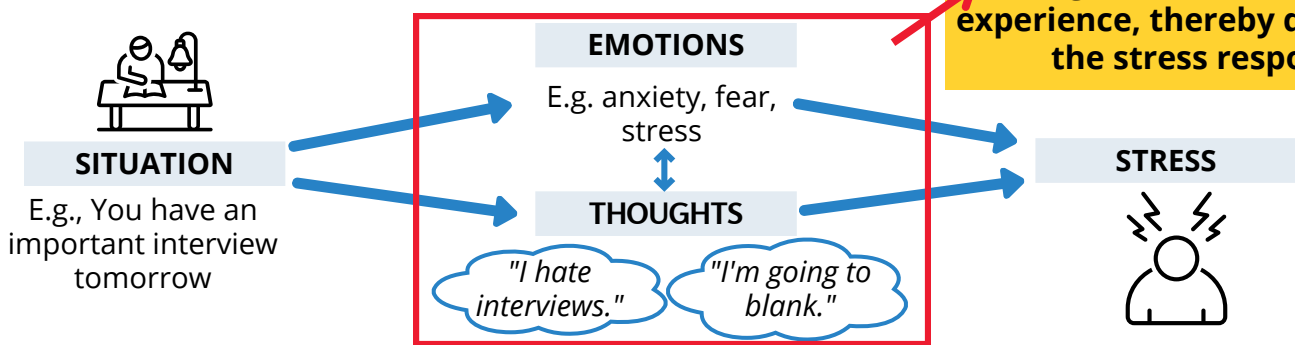 experience, thereby d
the stress respo
EMOTIONS
E.g. anxiety, fear,
stress
SITUATION
E.g., You have an
important interview
tomorrow
THOUGHTS
"I hate
interviews."
"I'm going to
blank."
STRESS